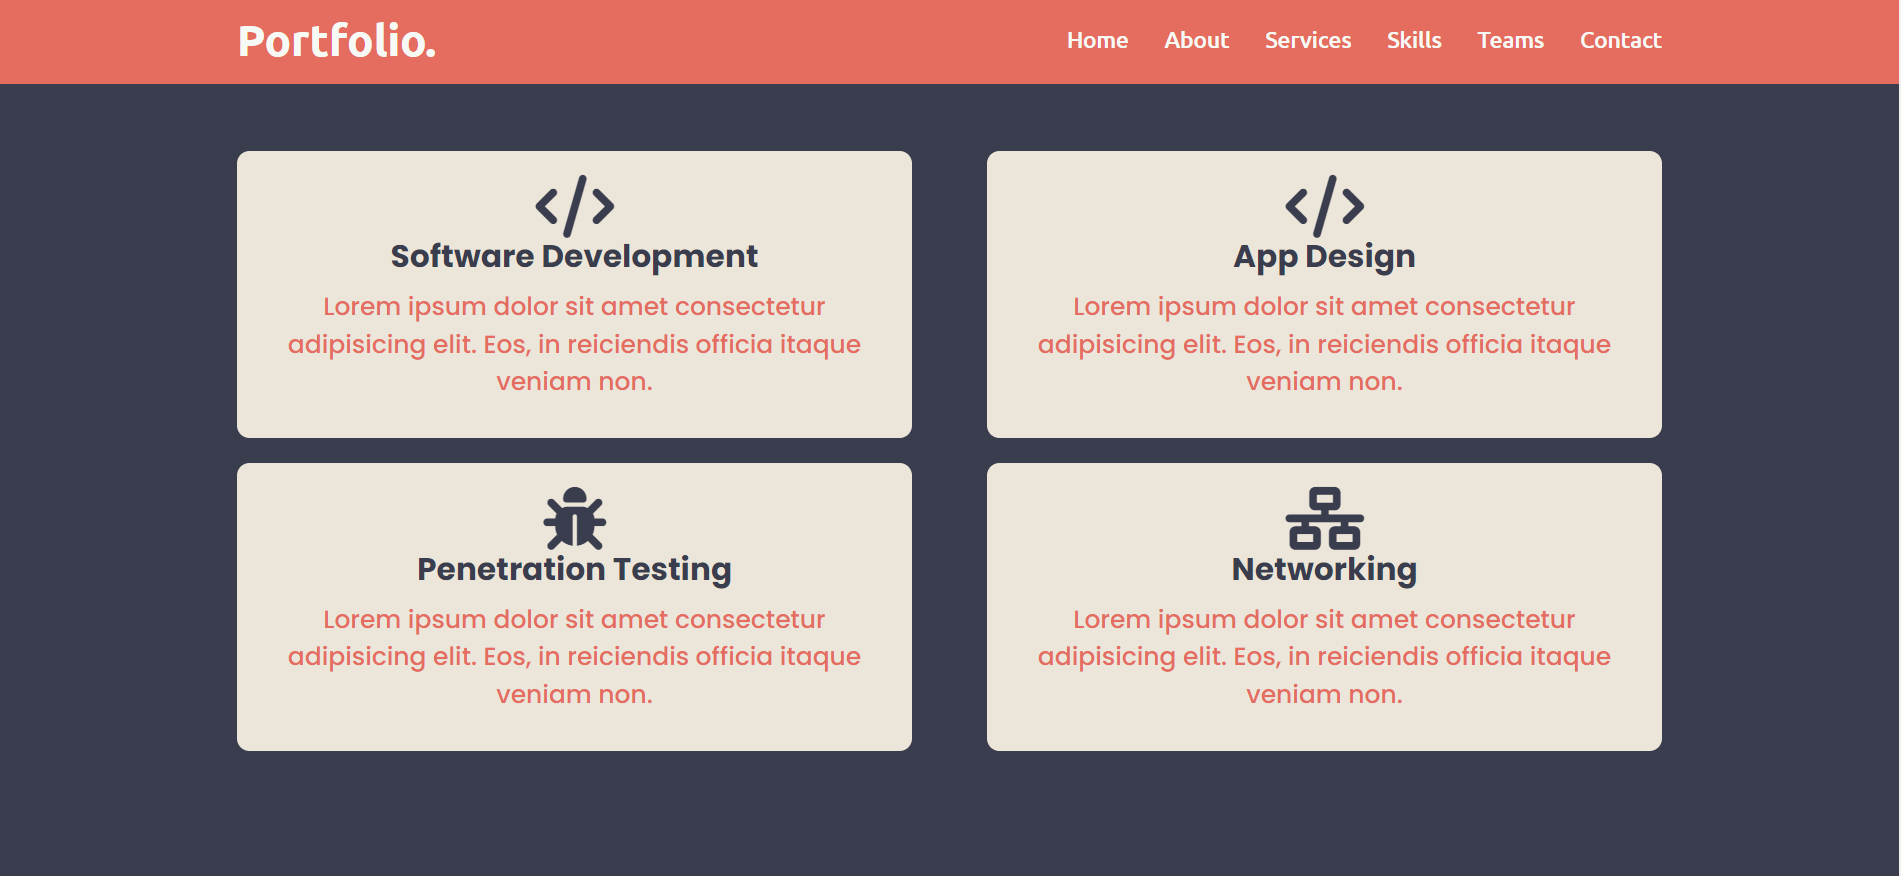 Portfolio.
Home About Services Skills Teams Contact
Software Development
Lorem ipsum dolor sit amet consectetur
adipisicing elit. Eos, in reiciendis officia itaque
veniam non.
App Design
Lorem ipsum dolor sit amet consectetur
adipisicing elit. Eos, in reiciendis officia itaque
veniam non.
Penetration Testing
Lorem ipsum dolor sit amet consectetur
adipisicing elit. Eos, in reiciendis officia itaque
veniam non.
Networking
Lorem ipsum dolor sit amet consectetur
adipisicing elit. Eos, in reiciendis officia itaque
veniam non.